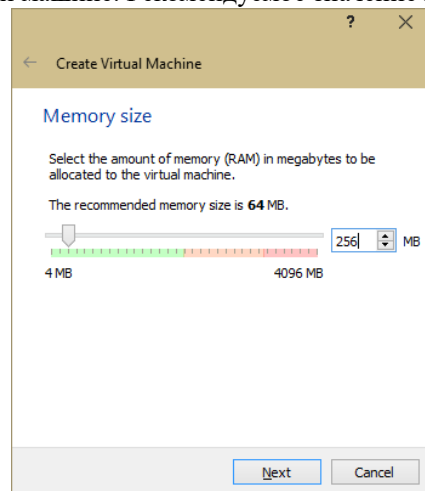 ?
Create Virtual Machine
Memory size
Select the amount of memory (RAM) in megabytes to be
allocated to the virtual machine.
The recommended memory size is 64 MB.
256 MB
4 MB 4096 MB
Next Cancel